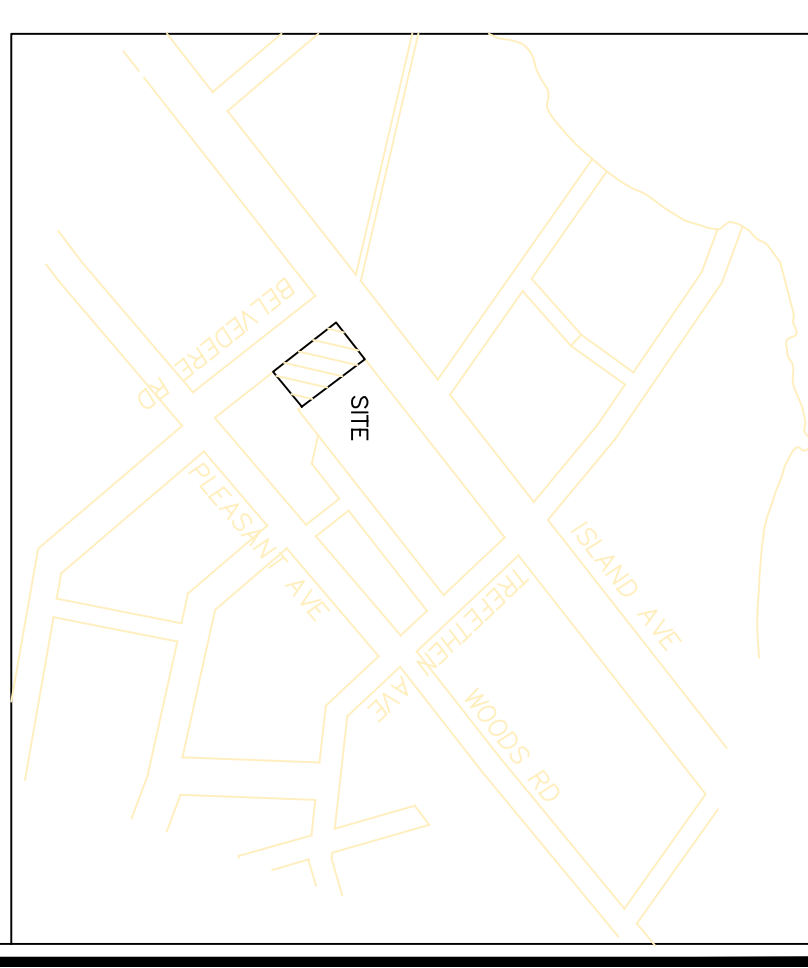 BELVEDERE RD
SITE
PLEASANT AVE
ISLAND AVE
TREFETHEN AVE
WOODS RD